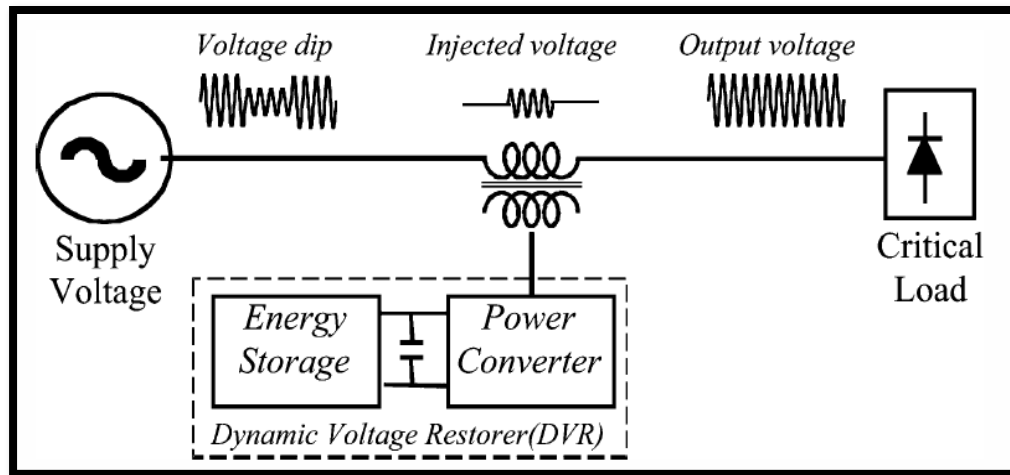 Voltage dip
Injected voltage
Output voltage
Supply
Voltage
Critical
Load
Energy
Storage
Power
Converter
Dynamic Voltage Restorer(DVR)